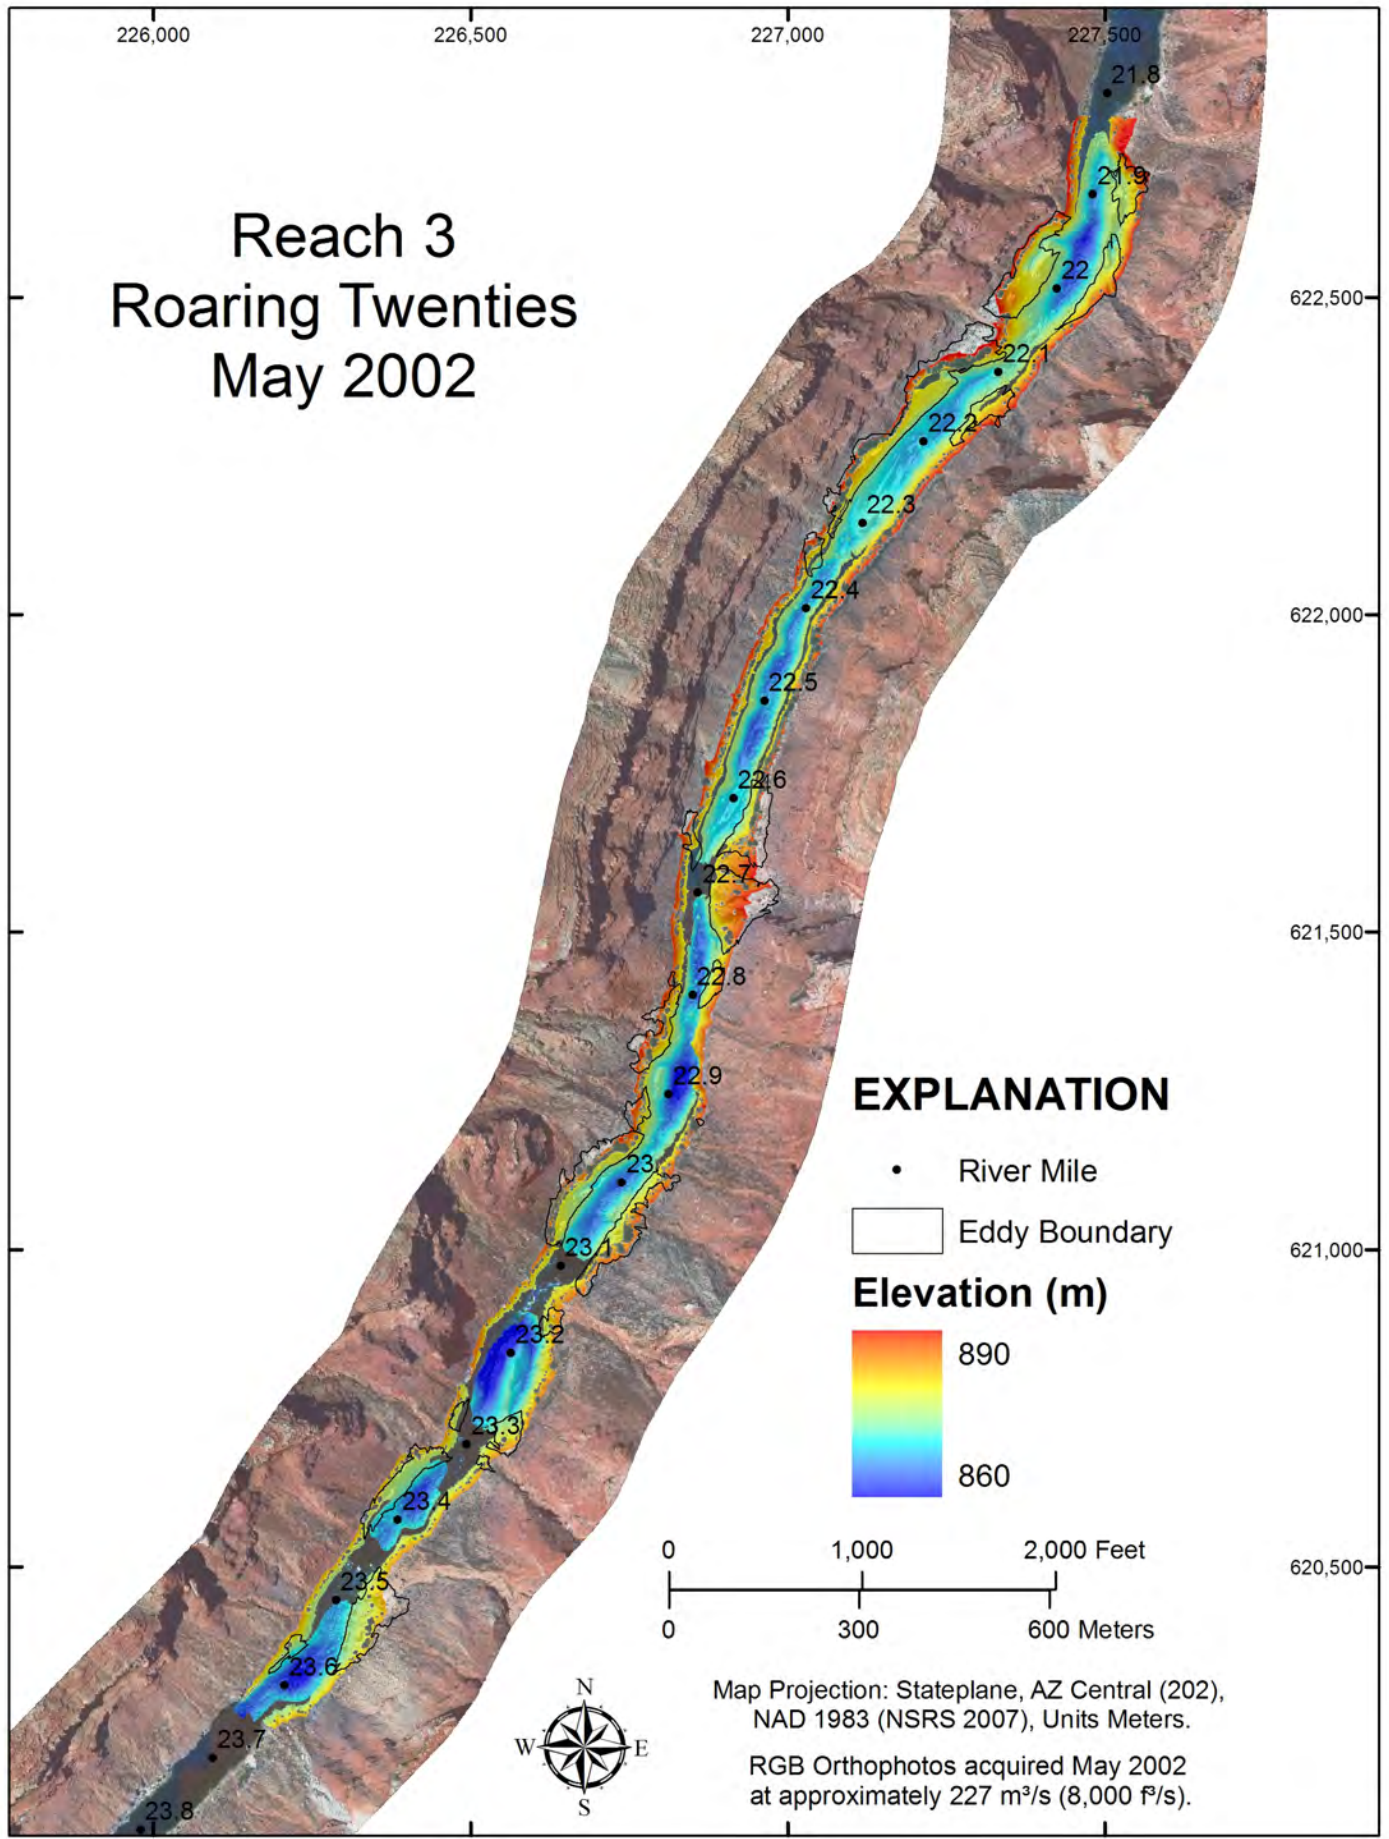 226,000
226,500
227,000
227,500
21.8
21.9
Reach 3
Roaring Twenties
May 2002
22
622,500
22.1
22.2
22.3
22.4
622,000
22.5
22.6
22.7
621,500
22.8
22.9
EXPLANATION
River Mile
23
Eddy Boundary
23.1
621,000
Elevation (m)
23.2
890
23.3
860
23.4
0
1,000
2,000 Feet
620,500
23.5
0
300
600 Meters
23.6
N
W
E
S
Map Projection: Stateplane, AZ Central (202),
NAD 1983 (NSRS 2007), Units Meters.
23.7
RGB Orthophotos acquired May 2002
at approximately 227 m³/s (8,000 f³/s).
23.8